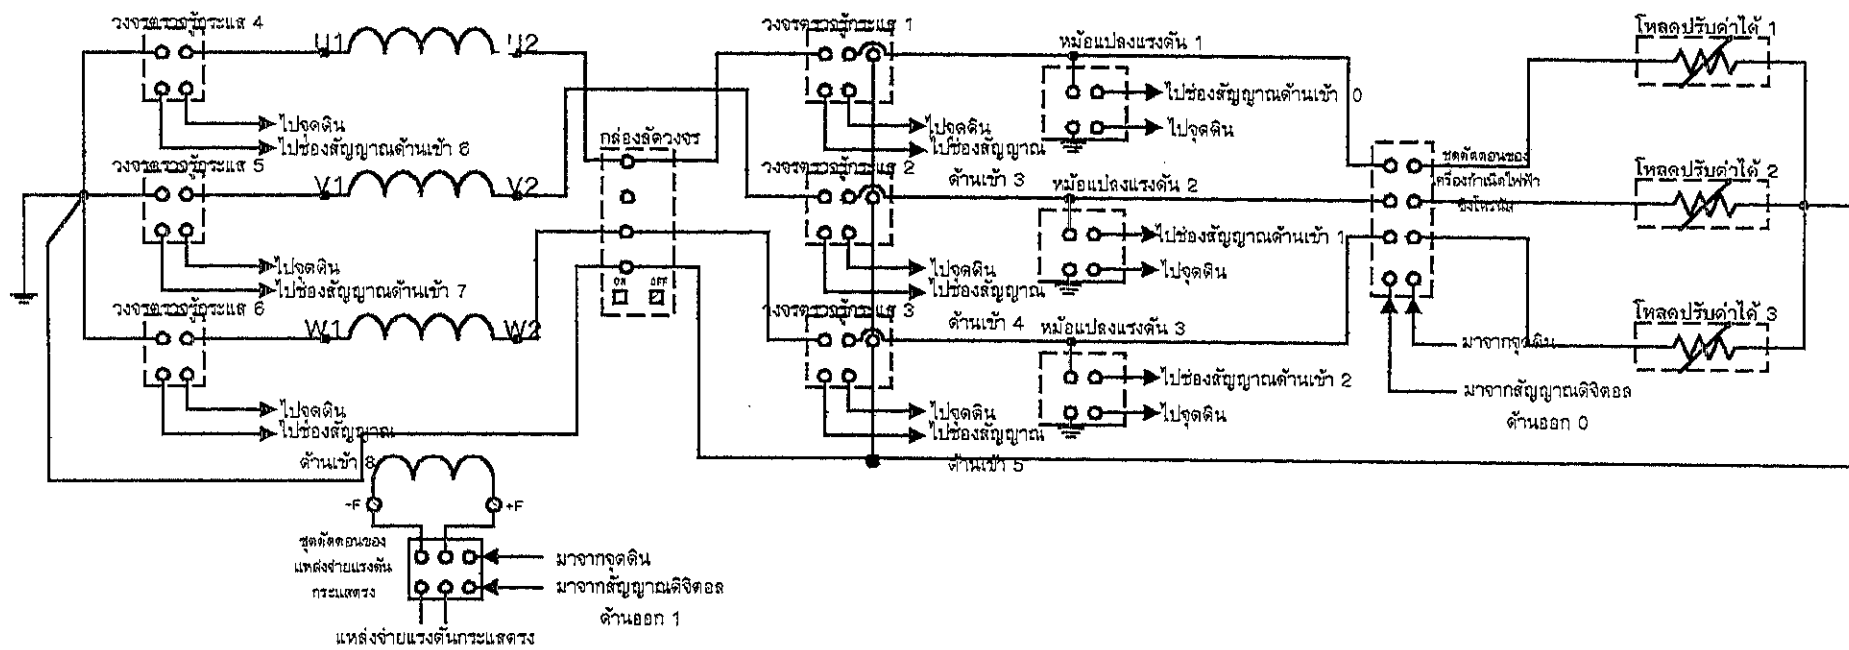 วงจรตรวจรู้กระแส 4
U1
U2
ไปจุดดิน
ไปช่องสัญญาณด้านเข้า 6
วงจรตรวจรู้กระแส 5
V1
V2
ไปจุดดิน
ไปช่องสัญญาณด้านเข้า 7
วงจรตรวจรู้กระแส 6
W1
W2
ไปจุดดิน
ไปช่องสัญญาณ
ด้านเข้า 8
-F
+F
ชุดตัดตอนของ
แหล่งจ่ายแรงดัน
กระแสตรง
มาจากจุดดิน
มาจากสัญญาณดิจิตอล
ด้านออก 1
แหล่งจ่ายแรงดันกระแสตรง
กล่องลัดวงจร
ON
OFF
วงจรตรวจรู้กระแส 1
ไปจุดดิน
ไปช่องสัญญาณ
ด้านเข้า 3
วงจรตรวจรู้กระแส 2
ไปจุดดิน
ไปช่องสัญญาณ
ด้านเข้า 4
วงจรตรวจรู้กระแส 3
ไปจุดดิน
ไปช่องสัญญาณ
ด้านเข้า 5
หม้อแปลงแรงดัน 1
ไปช่องสัญญาณด้านเข้า 0
ไปจุดดิน
หม้อแปลงแรงดัน 2
ไปช่องสัญญาณด้านเข้า 1
ไปจุดดิน
หม้อแปลงแรงดัน 3
ไปช่องสัญญาณด้านเข้า 2
ไปจุดดิน
ชุดตัดตอนของ
เครื่องกำเนิดไฟฟ้า
ซิงโครนัส
มาจากจุดดิน
มาจากสัญญาณดิจิตอล
ด้านออก 0
โหลดปรับค่าได้ 1
โหลดปรับค่าได้ 2
โหลดปรับค่าได้ 3